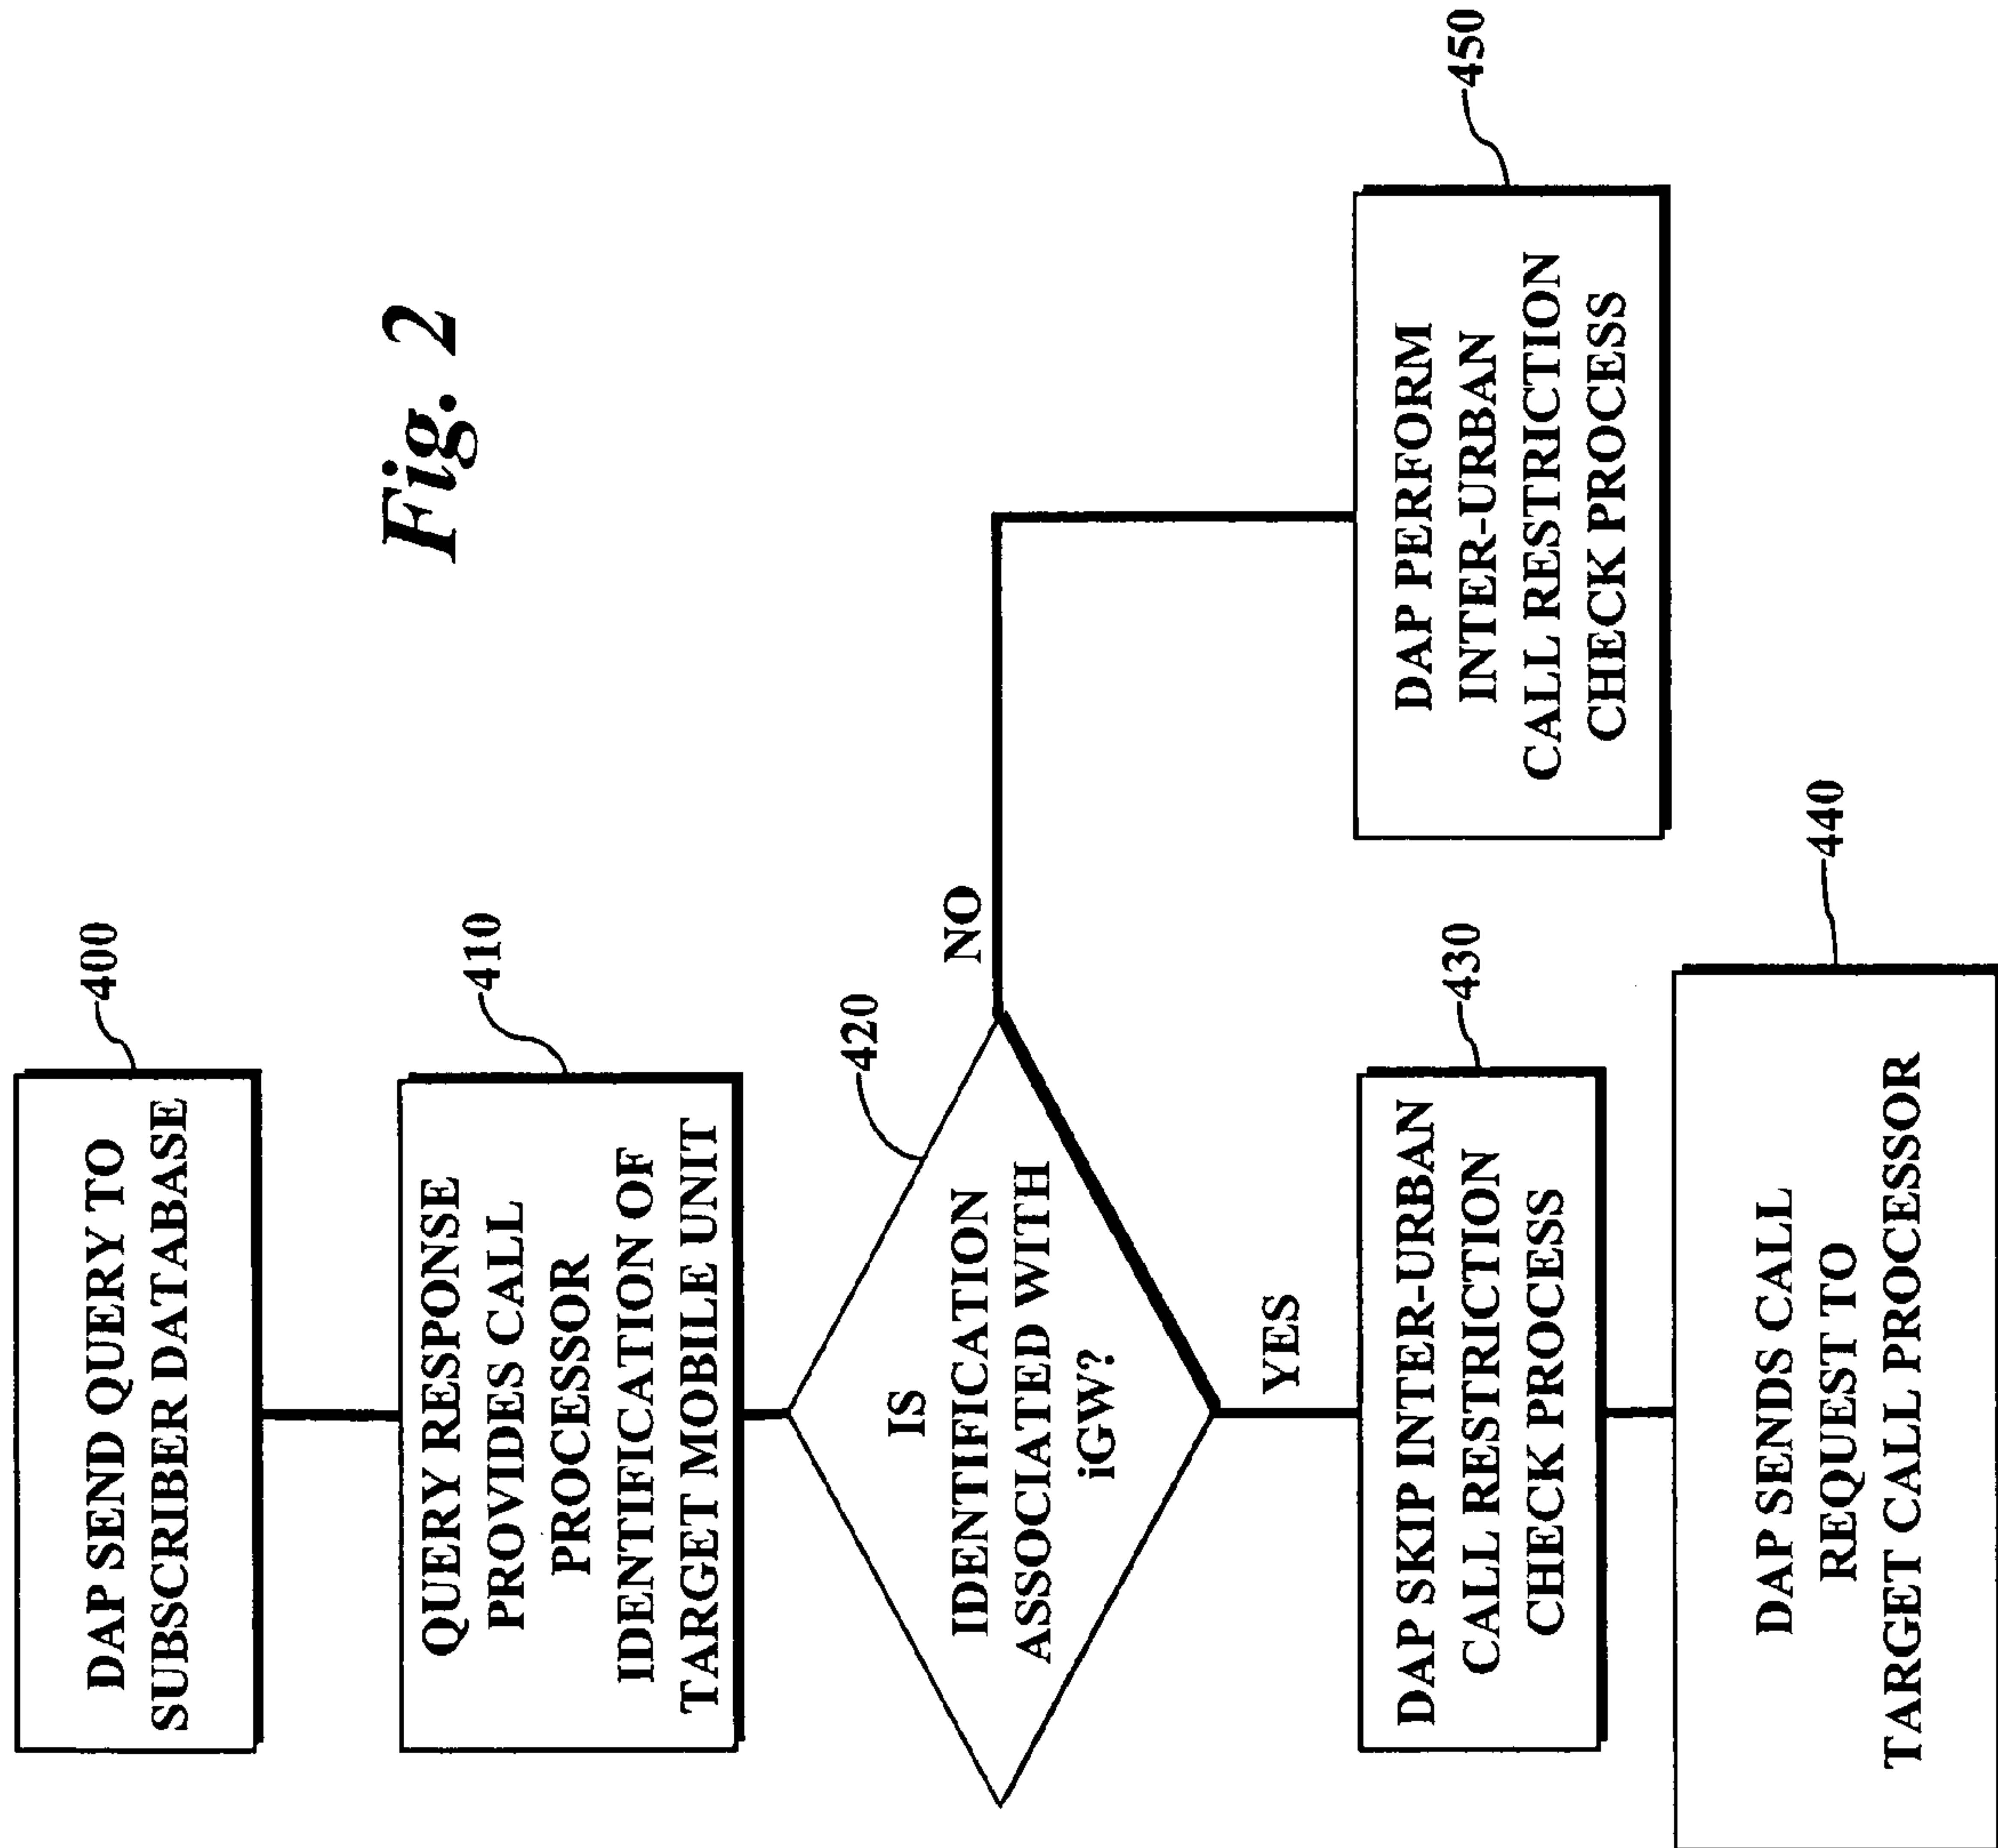 Fig. 2
400
DAP SEND QUERY TO
SUBSCRIBER DATABASE
410
QUERY RESPONSE
PROVIDES CALL
PROCESSOR
IDENTIFICATION OF
TARGET MOBILE UNIT
420
IS
IDENTIFICATION
ASSOCIATED WITH
iGW?
NO
YES
430
DAP SKIP INTER-URBAN
CALL RESTRICTION
CHECK PROCESS
440
DAP SENDS CALL
REQUEST TO
TARGET CALL PROCESSOR
450
DAP PERFORM
INTER-URBAN
CALL RESTRICTION
CHECK PROCESS